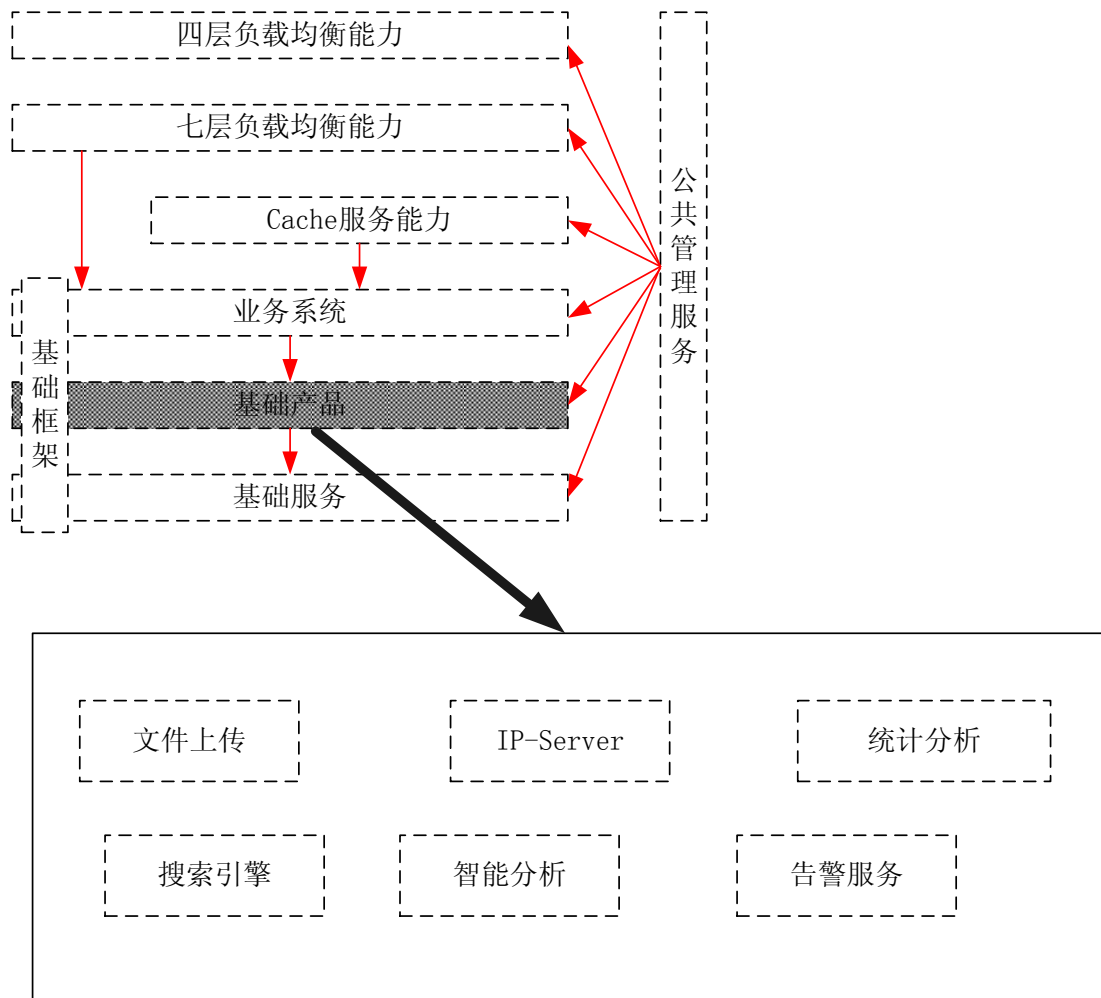 四层负载均衡能力
七层负载均衡能力
Cache服务能力
业务系统
基础产品
基础服务
基础框架
公共管理服务
文件上传
IP-Server
统计分析
搜索引擎
智能分析
告警服务